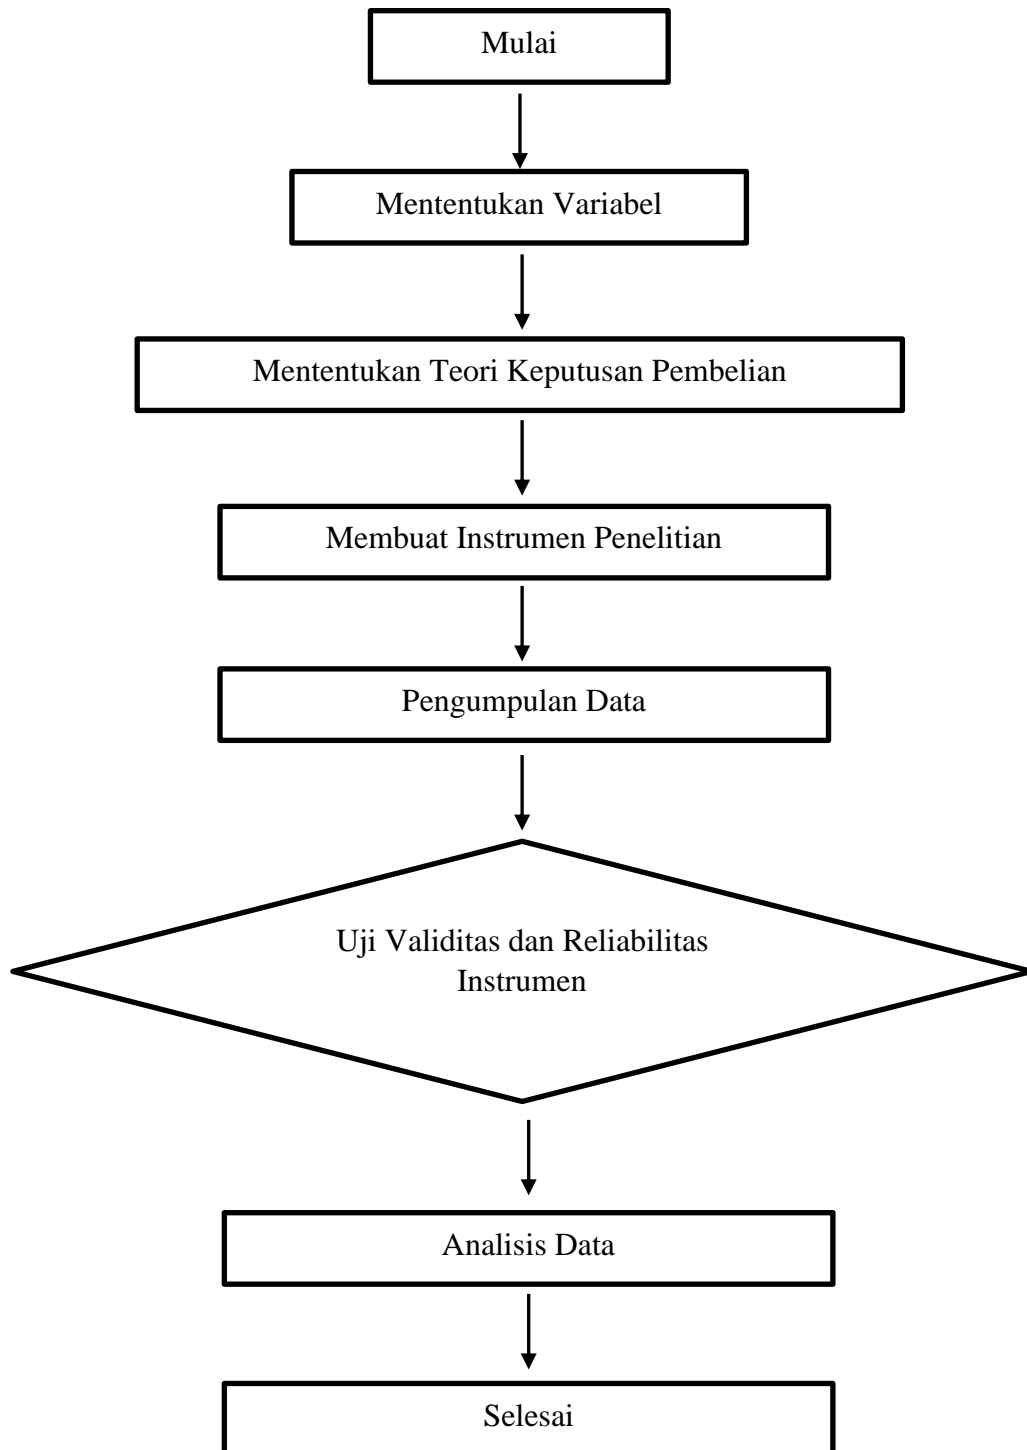 Mulai
Mententukan Variabel
Mententukan Teori Keputusan Pembelian
Membuat Instrumen Penelitian
Pengumpulan Data
Uji Validitas dan Reliabilitas
Instrumen
Analisis Data
Selesai